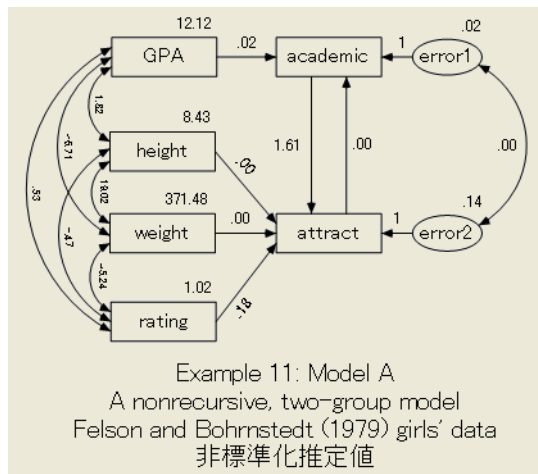 12.12
.02
.02
GPA
academic
1
error1
1.82
8.43
-6.71
height
1.61
.00
.00
.00
.53
19.02
371.48
.14
weight
.00
attract
1
error2
-.47
-5.24
1.02
.18
rating
Example 11: Model A
A nonrecursive, two-group model
Felson and Bohrnstedt (1979) girls' data
非標準化推定値